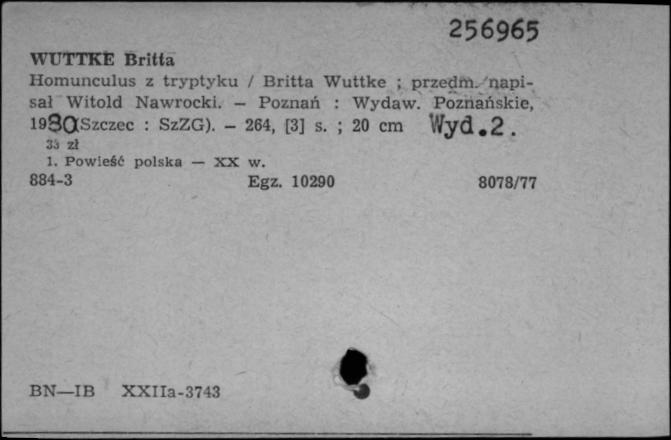 256965
WUTTKE Britta
Homunculus z tryptyku / Britta Wuttke ; przedm. napi-
sał Witold Nawrocki. — Poznań : Wydaw. Poznańskie,
1980 (Szczec : SzZG). — 264, [3] s. ; 20 cm Wyd.2.
33 zł
1. Powieść polska — XX w.
884-3 Egz. 10290 8078/77
BN—IB XXIIa-3743